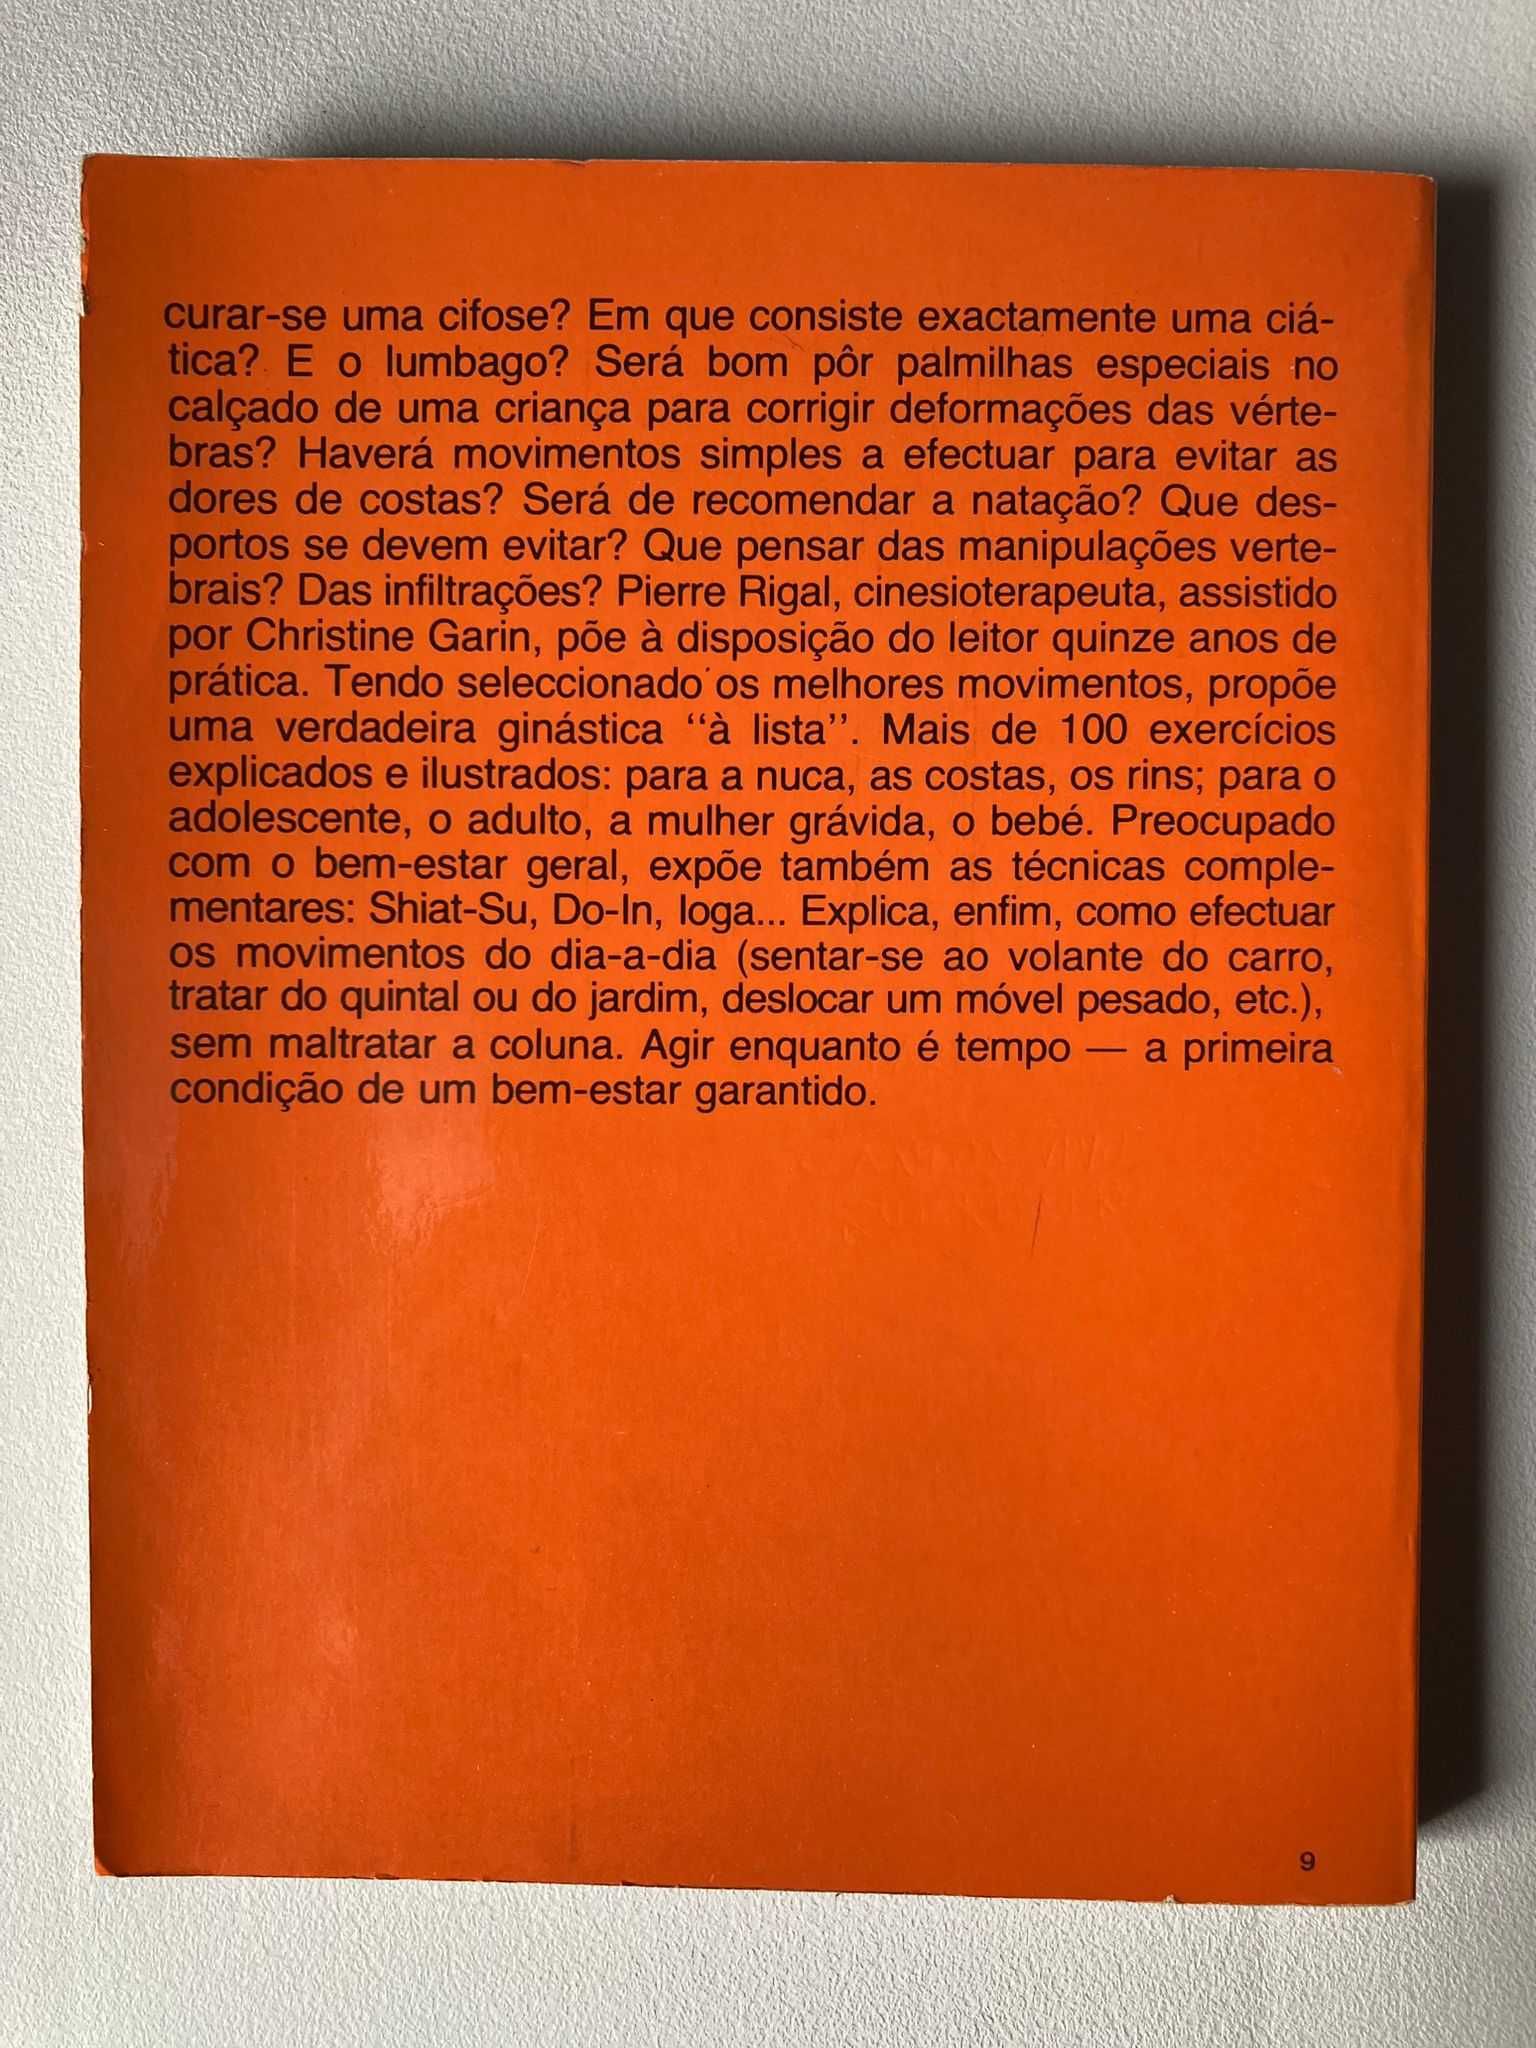 curar-se uma cifose? Em que consiste exactamente uma ciá-
tica? E o lumbago? Será bom pôr palmilhas especiais no
calçado de uma criança para corrigir deformações das vérte-
bras? Haverá movimentos simples a efectuar para evitar as
dores de costas? Será de recomendar a natação? Que des-
portos se devem evitar? Que pensar das manipulações verte-
brais? Das infiltrações? Pierre Rigal, cinesioterapeuta, assistido
por Christine Garin, põe à disposição do leitor quinze anos de
prática. Tendo seleccionado os melhores movimentos, propõe
uma verdadeira ginástica ‘‘à lista’’. Mais de 100 exercícios
explicados e ilustrados: para a nuca, as costas, os rins; para o
adolescente, o adulto, a mulher grávida, o bebé. Preocupado
com o bem-estar geral, expõe também as técnicas comple-
mentares: Shiat-Su, Do-In, Ioga... Explica, enfim, como efectuar
os movimentos do dia-a-dia (sentar-se ao volante do carro,
tratar do quintal ou do jardim, deslocar um móvel pesado, etc.),
sem maltratar a coluna. Agir enquanto é tempo — a primeira
condição de um bem-estar garantido.
9